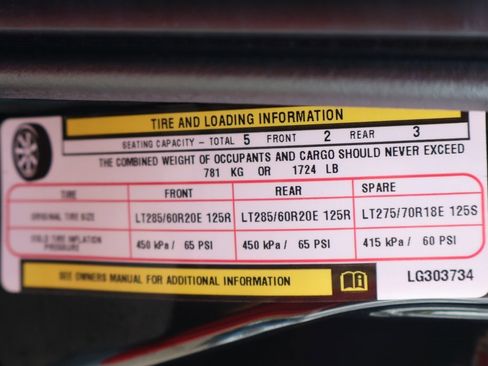 TIRE AND LOADING INFORMATION
SEATING CAPACITY - TOTAL 5 FRONT 2 REAR 3
THE COMBINED WEIGHT OF OCCUPANTS AND CARGO SHOULD NEVER EXCEED
781 KG OR 1724 LB
TIRE FRONT REAR SPARE
ORIGINAL TIRE SIZE LT285/60R20E 125R LT285/60R20E 125R LT275/70R18E 125S
COLD TIRE INFLATION PRESSURE 450 kPa / 65 PSI 450 kPa / 65 PSI 415 kPa / 60 PSI
SEE OWNERS MANUAL FOR ADDITIONAL INFORMATION LG303734